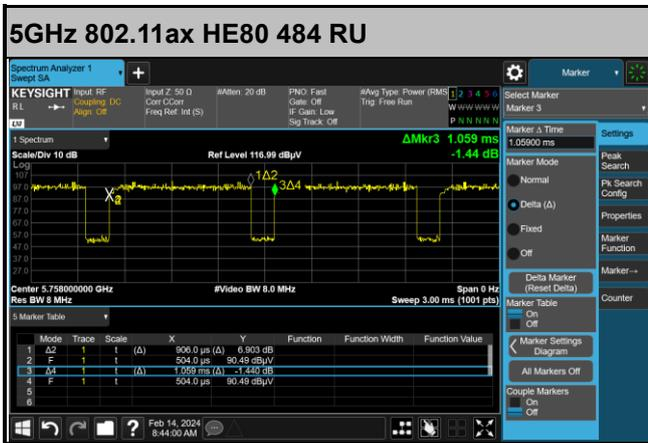 5GHz 802.11ax HE80 484 RU
Spectrum Analyzer 1
Swept SA
+
Marker
KEYSIGHT
RL
Input: RF
Coupling: DC
Align: Off
Input Z: 50 Ω
Corr CCorr
Freq Ref: Int (S)
#Atten: 20 dB
PNO: Fast
Gate: Off
IF Gain: Low
Sig Track: Off
#Avg Type: Power (RMS
Trig: Free Run
1 2 3 4 5 6
W W W W W W
P N N N N N
Select Marker
Marker 3
1 Spectrum
Scale/Div 10 dB
Ref Level 116.99 dBµV
ΔMkr3 1.059 ms
-1.44 dB
Log
107
97.0
87.0
77.0
67.0
57.0
47.0
37.0
27.0
1Δ2
3Δ4
Center 5.758000000 GHz
Res BW 8 MHz
#Video BW 8.0 MHz
Span 0 Hz
Sweep 3.00 ms (1001 pts)
5 Marker Table
Mode Trace Scale X Y Function Function Width Function Value
1 Δ2 1 t (Δ) 906.0 µs (Δ) 6.903 dB
2 F 1 t 504.0 µs 90.49 dBµV
3 Δ4 1 t (Δ) 1.059 ms (Δ) -1.440 dB
4 F 1 t 504.0 µs 90.49 dBµV
5
6
Marker Δ Time
1.05900 ms
Marker Mode
Normal
Delta (Δ)
Fixed
Off
Delta Marker
(Reset Delta)
Marker Table
On
Off
Marker Settings
Diagram
All Markers Off
Couple Markers
On
Off
Settings
Peak
Search
Pk Search
Config
Properties
Marker
Function
Marker→
Counter
?
Feb 14, 2024
8:44:00 AM